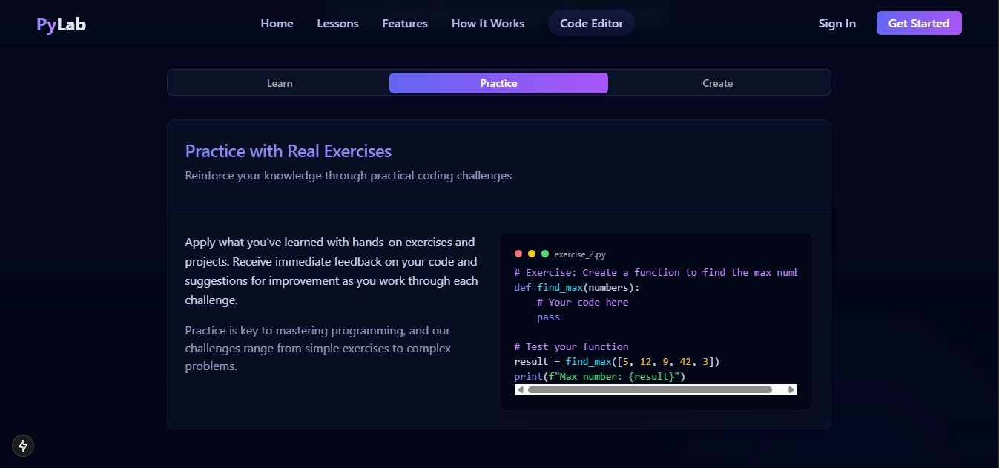 PyLab
Home
Lessons
Features
How It Works
Code Editor
Sign In
Get Started
Learn
Practice
Create
Practice with Real Exercises
Reinforce your knowledge through practical coding challenges
Apply what you've learned with hands-on exercises and
projects. Receive immediate feedback on your code and
suggestions for improvement as you work through each
challenge.
Practice is key to mastering programming, and our
challenges range from simple exercises to complex
problems.
exercise_2.py
# Exercise: Create a function to find the max numb
def find_max(numbers):
    # Your code here
    pass
# Test your function
result = find_max([5, 12, 9, 42, 3])
print(f"Max number: {result}")